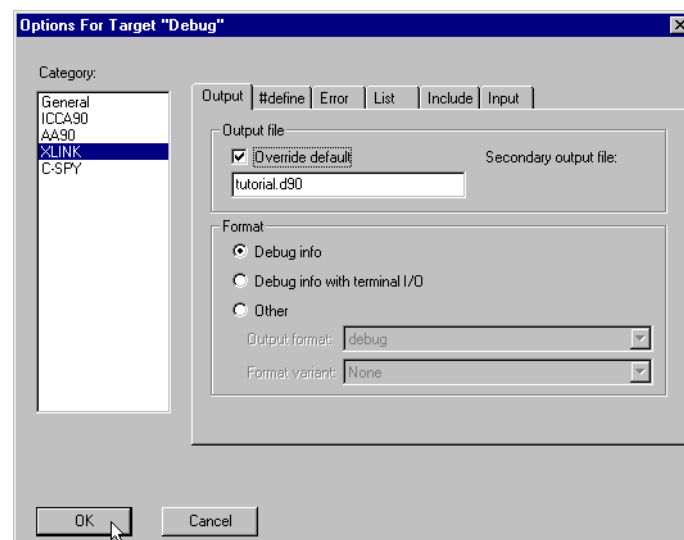 Options For Target "Debug"
Category:
General
ICCA90
AA90
XLINK
C-SPY
Output
#define
Error
List
Include
Input
Output file
Override default
Secondary output file:
tutorial.d90
Format
Debug info
Debug info with terminal I/O
Other
Output format:
debug
Format variant:
None
OK
Cancel